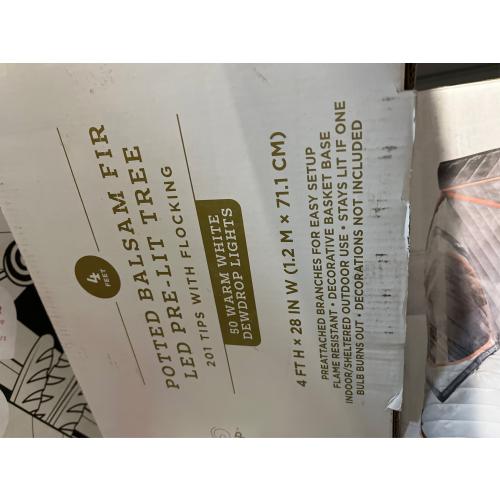 4
FEET
POTTED BALSAM FIR
LED PRE-LIT TREE
201 TIPS WITH FLOCKING
50 WARM WHITE
DEWDROP LIGHTS
4 FT H × 28 IN W (1.2 M × 71.1 CM)
PREATTACHED BRANCHES FOR EASY SETUP
FLAME RESISTANT • DECORATIVE BASKET BASE
INDOOR/SHELTERED OUTDOOR USE • STAYS LIT IF ONE
BULB BURNS OUT • DECORATIONS NOT INCLUDED